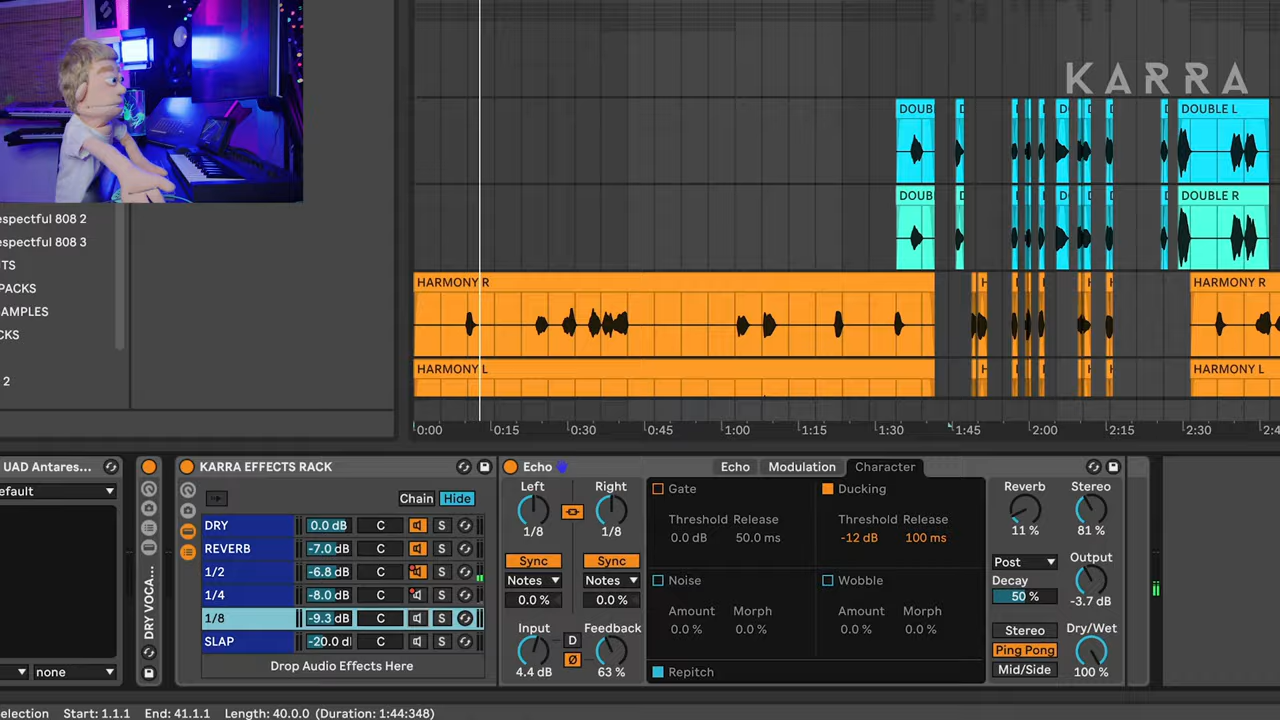 KARRA
DOUBL
D
D
D
DOUBLE L
DOUBL
D
DOUBLE R
espectful 808 2
espectful 808 3
TS
PACKS
AMPLES
CKS
2
HARMONY R
H
HARMONY R
HARMONY L
H
HARMONY L
0:00 0:15 0:30 0:45 1:00 1:15 1:30 1:45 2:00 2:15 2:30 2:4
UAD Antares...
efault
none
DRY VOCA...
KARRA EFFECTS RACK
Chain Hide
DRY 0.0 dB C S
REVERB -7.0 dB C S
1/2 -6.8 dB C S
1/4 -8.0 dB C S
1/8 -9.3 dB C S
SLAP -20.0 d C S
Drop Audio Effects Here
Echo
Echo Modulation Character
Left Right
1/8 1/8
Sync Sync
Notes Notes
0.0 % 0.0 %
Input D Feedback
Ø
4.4 dB 63 %
Gate
Threshold Release
0.0 dB 50.0 ms
Ducking
Threshold Release
-12 dB 100 ms
Noise
Amount Morph
0.0 % 0.0 %
Wobble
Amount Morph
0.0 % 0.0 %
Repitch
Reverb Stereo
11 % 81 %
Post Output
Decay
50 % -3.7 dB
Stereo Dry/Wet
Ping Pong
Mid/Side 100 %
election Start: 1.1.1 End: 41.1.1 Length: 40.0.0 (Duration: 1:44:348)